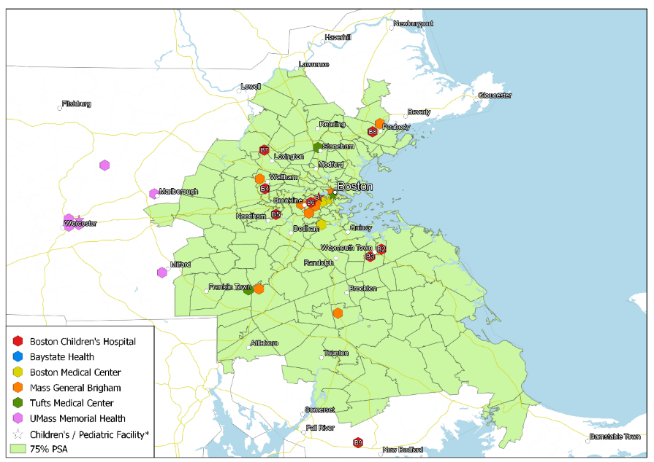 Newburyport
Haverhill
Lawrence
Lowell
Gloucester
Fitchburg
Beverly
Peabody
Reading
Stoneham
Lexington
Medford
Waltham
Boston
Marlborough
Brookline
Needham
Worcester
Dedham
Quincy
Weymouth Town
Milford
Randolph
Franklin Town
Brockton
Attleboro
Taunton
Somerset
Fall River
New Bedford
Barnstable Town
Boston Children's Hospital
Baystate Health
Boston Medical Center
Mass General Brigham
Tufts Medical Center
UMass Memorial Health
Children's / Pediatric Facility*
75% PSA